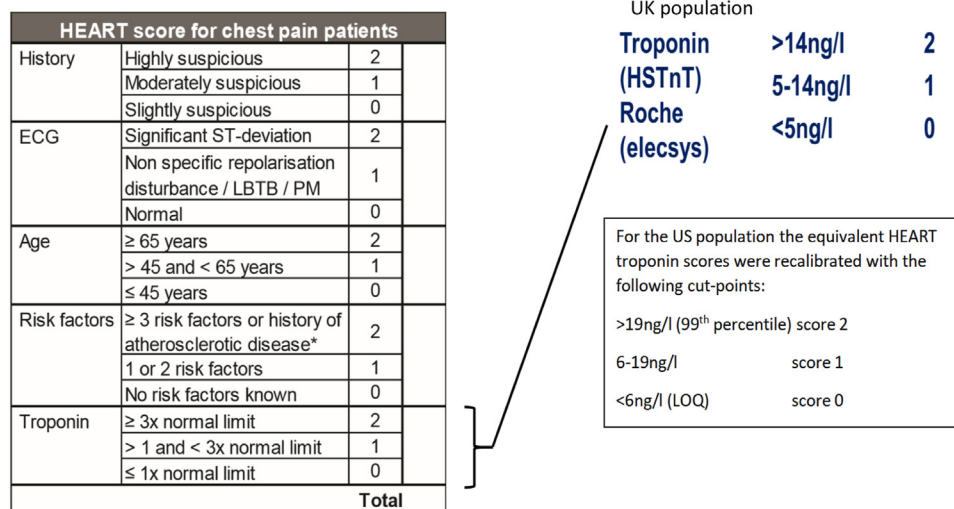 HEART score for chest pain patients
History Highly suspicious 2
Moderately suspicious 1
Slightly suspicious 0
ECG Significant ST-deviation 2
Non specific repolarisation
disturbance / LBTB / PM 1
Normal 0
Age ≥ 65 years 2
> 45 and < 65 years 1
≤ 45 years 0
Risk factors ≥ 3 risk factors or history of
atherosclerotic disease* 2
1 or 2 risk factors 1
No risk factors known 0
Troponin ≥ 3x normal limit 2
> 1 and < 3x normal limit 1
≤ 1x normal limit 0
Total
UK population
Troponin >14ng/l 2
(HSTnT) 5-14ng/l 1
Roche <5ng/l 0
(elecsys)
For the US population the equivalent HEART
troponin scores were recalibrated with the
following cut-points:
>19ng/l (99th percentile) score 2
6-19ng/l score 1
<6ng/l (LOQ) score 0